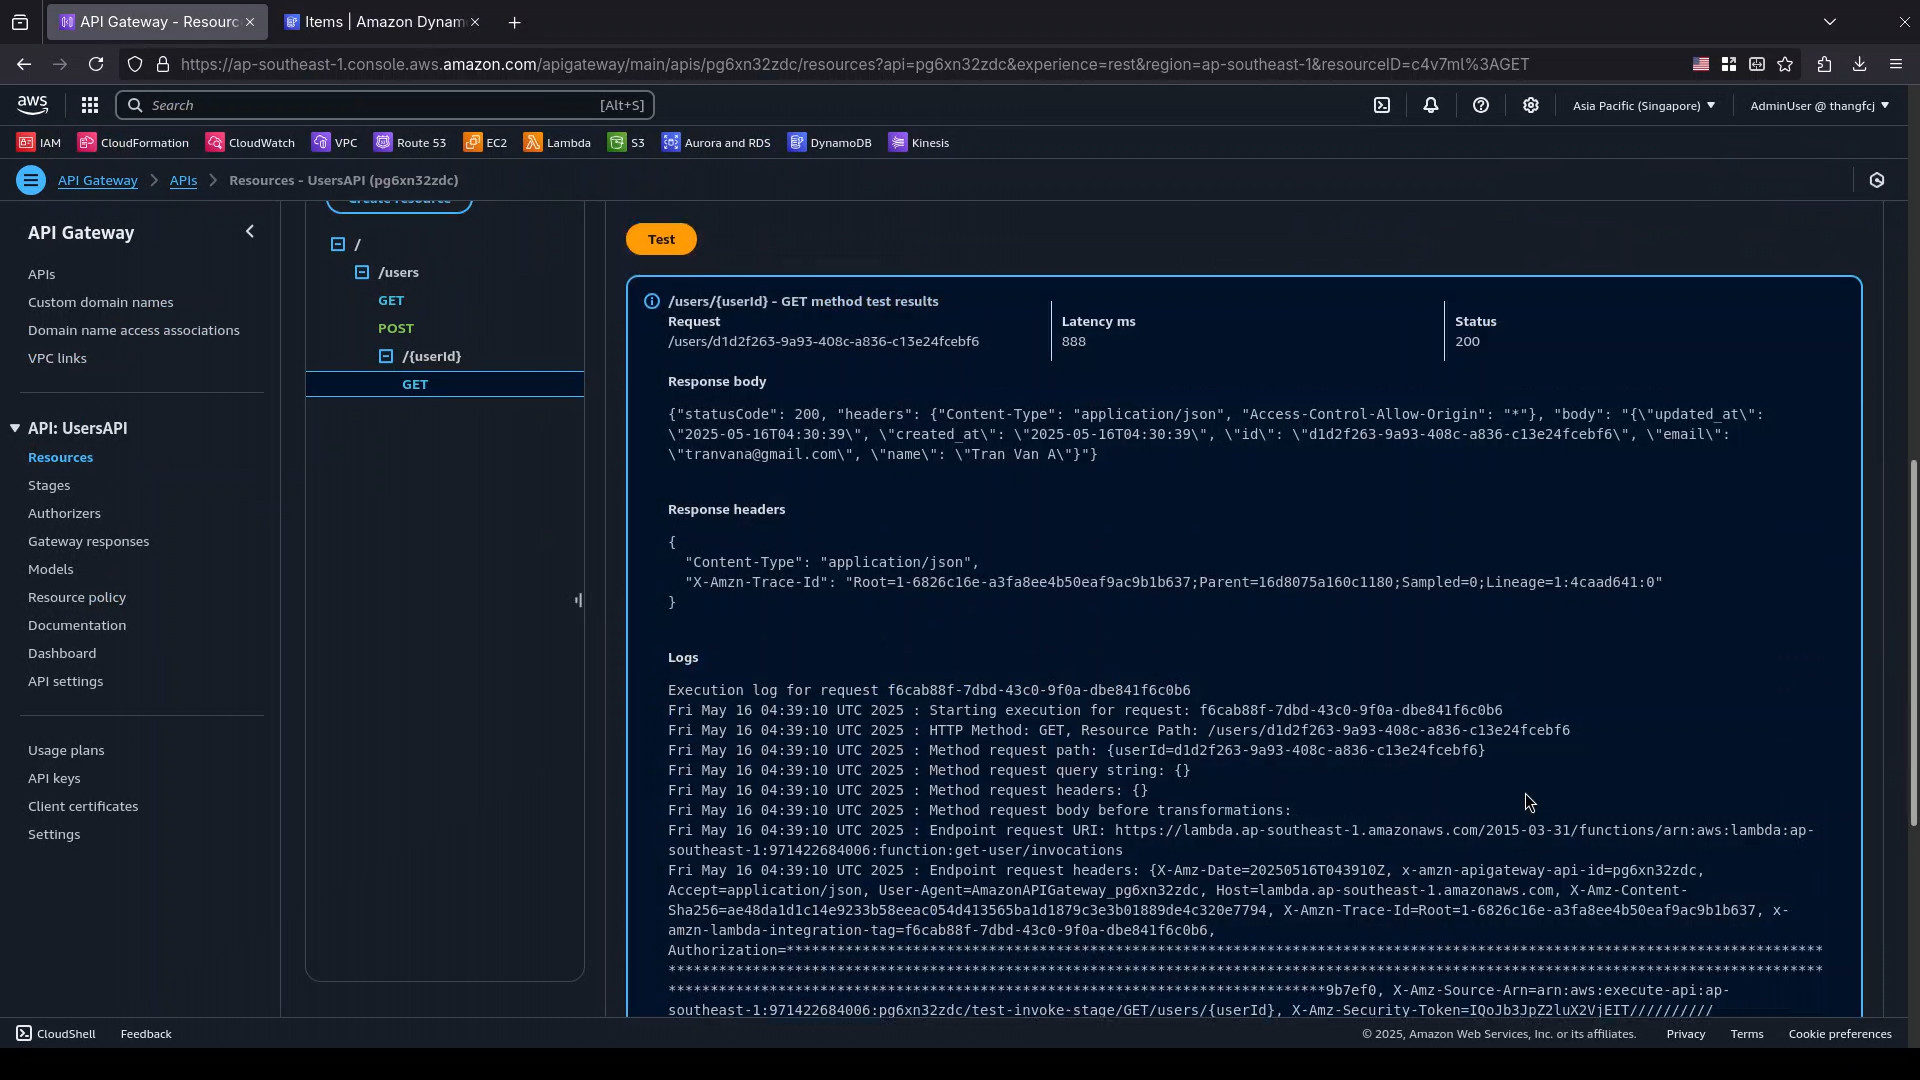 API Gateway - Resourc
Items | Amazon Dynam
https://ap-southeast-1.console.aws.amazon.com/apigateway/main/apis/pg6xn32zdc/resources?api=pg6xn32zdc&experience=rest&region=ap-southeast-1&resourceID=c4v7ml%3AGET
aws
Search
[Alt+S]
Asia Pacific (Singapore)
AdminUser @ thangfcj
IAM
CloudFormation
CloudWatch
VPC
Route 53
EC2
Lambda
S3
Aurora and RDS
DynamoDB
Kinesis
API Gateway
APIs
Resources - UsersAPI (pg6xn32zdc)
API Gateway
APIs
Custom domain names
Domain name access associations
VPC links
API: UsersAPI
Resources
Stages
Authorizers
Gateway responses
Models
Resource policy
Documentation
Dashboard
API settings
Usage plans
API keys
Client certificates
Settings
Create resource
/
/users
GET
POST
/{userId}
GET
Test
/users/{userId} - GET method test results
Request
/users/d1d2f263-9a93-408c-a836-c13e24fcebf6
Latency ms
888
Status
200
Response body
{"statusCode": 200, "headers": {"Content-Type": "application/json", "Access-Control-Allow-Origin": "*"}, "body": "{\"updated_at\":
\"2025-05-16T04:30:39\", \"created_at\": \"2025-05-16T04:30:39\", \"id\": \"d1d2f263-9a93-408c-a836-c13e24fcebf6\", \"email\":
\"tranvana@gmail.com\", \"name\": \"Tran Van A\"}"}
Response headers
{
"Content-Type": "application/json",
"X-Amzn-Trace-Id": "Root=1-6826c16e-a3fa8ee4b50eaf9ac9b1b637;Parent=16d8075a160c1180;Sampled=0;Lineage=1:4caad641:0"
}
Logs
Execution log for request f6cab88f-7dbd-43c0-9f0a-dbe841f6c0b6
Fri May 16 04:39:10 UTC 2025 : Starting execution for request: f6cab88f-7dbd-43c0-9f0a-dbe841f6c0b6
Fri May 16 04:39:10 UTC 2025 : HTTP Method: GET, Resource Path: /users/d1d2f263-9a93-408c-a836-c13e24fcebf6
Fri May 16 04:39:10 UTC 2025 : Method request path: {userId=d1d2f263-9a93-408c-a836-c13e24fcebf6}
Fri May 16 04:39:10 UTC 2025 : Method request query string: {}
Fri May 16 04:39:10 UTC 2025 : Method request headers: {}
Fri May 16 04:39:10 UTC 2025 : Method request body before transformations:
Fri May 16 04:39:10 UTC 2025 : Endpoint request URI: https://lambda.ap-southeast-1.amazonaws.com/2015-03-31/functions/arn:aws:lambda:ap-
southeast-1:971422684006:function:get-user/invocations
Fri May 16 04:39:10 UTC 2025 : Endpoint request headers: {X-Amz-Date=20250516T043910Z, x-amzn-apigateway-api-id=pg6xn32zdc,
Accept=application/json, User-Agent=AmazonAPIGateway_pg6xn32zdc, Host=lambda.ap-southeast-1.amazonaws.com, X-Amz-Content-
Sha256=ae48da1d1c14e9233b58eeac054d413565ba1d1879c3e3b01889de4c320e7794, X-Amzn-Trace-Id=Root=1-6826c16e-a3fa8ee4b50eaf9ac9b1b637, x-
amzn-lambda-integration-tag=f6cab88f-7dbd-43c0-9f0a-dbe841f6c0b6,
Authorization=***************************************************************************************************************************
*****************************************************************************************************************************************
******************************************************************************9b7ef0, X-Amz-Source-Arn=arn:aws:execute-api:ap-
southeast-1:971422684006:pg6xn32zdc/test-invoke-stage/GET/users/{userId}, X-Amz-Security-Token=IQoJb3JpZ2luX2VjEIT//////////
CloudShell
Feedback
© 2025, Amazon Web Services, Inc. or its affiliates.
Privacy
Terms
Cookie preferences